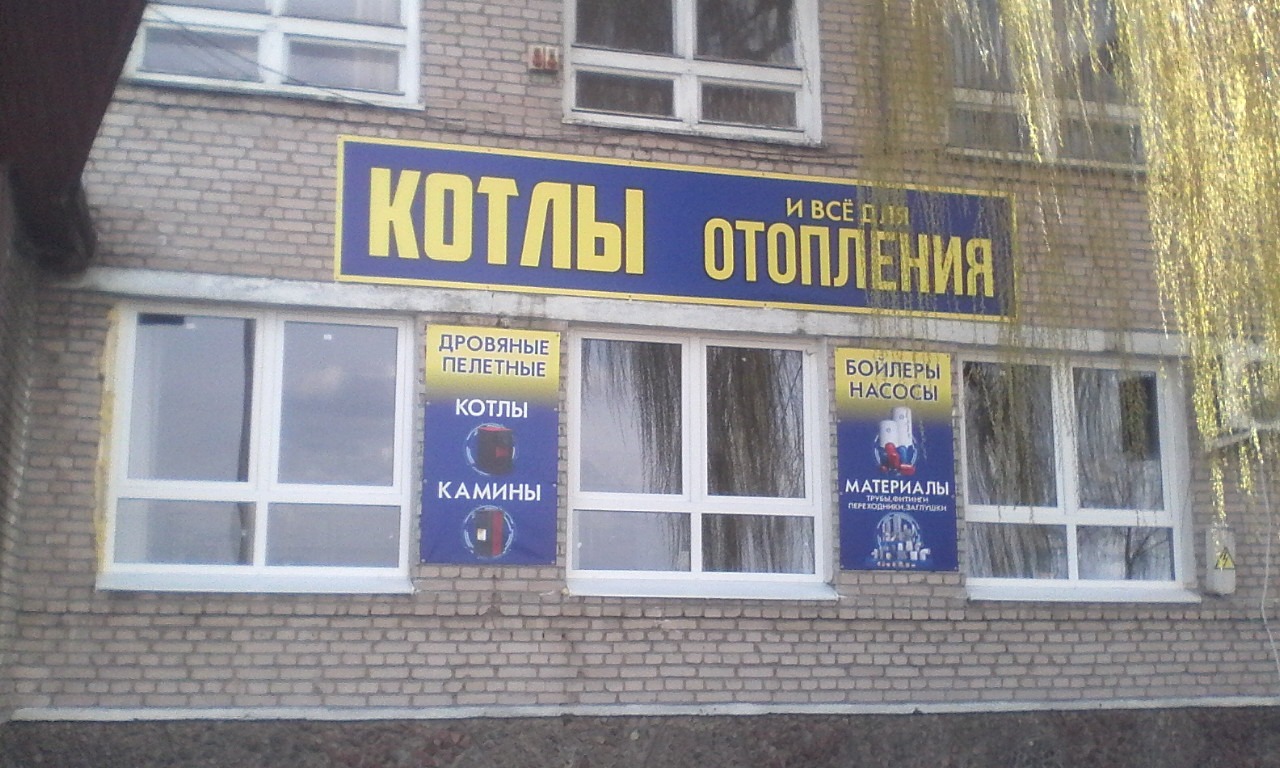 КОТЛЫ
И ВСЁ ДЛЯ
ОТОПЛЕНИЯ
ДРОВЯНЫЕ
ПЕЛЕТНЫЕ
КОТЛЫ
КАМИНЫ
БОЙЛЕРЫ
НАСОСЫ
МАТЕРИАЛЫ
ТРУБЫ,ФИТИНГИ
ПЕРЕХОДНИКИ,ЗАГЛУШКИ